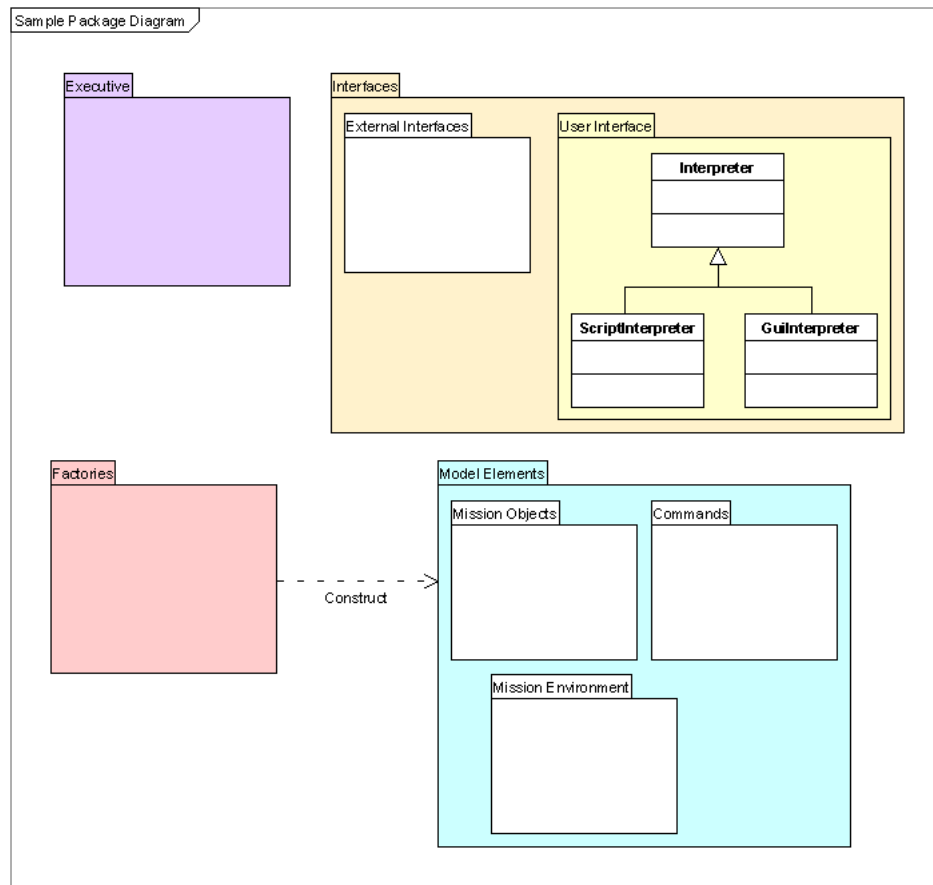 Sample Package Diagram
Executive
Interfaces
External Interfaces
User Interface
Interpreter
ScriptInterpreter
GuiInterpreter
Factories
Construct
Model Elements
Mission Objects
Commands
Mission Environment